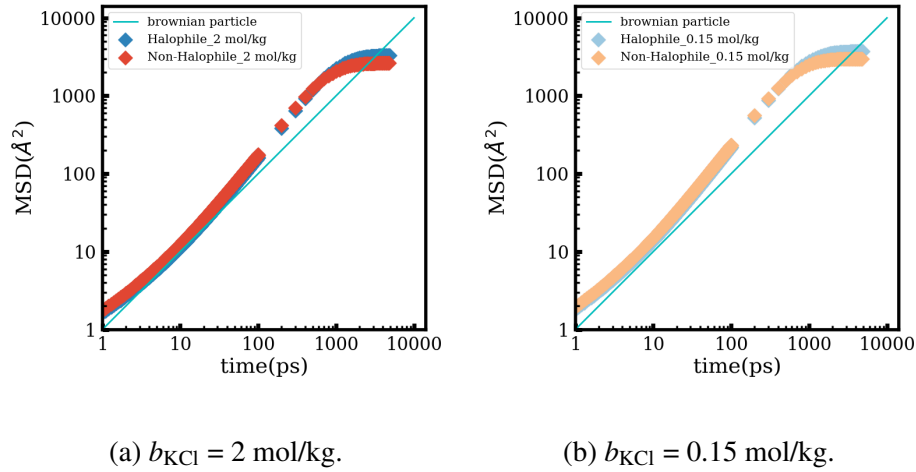 10000
1000
100
10
1
MSD(Å²)
brownian particle
Halophile_2 mol/kg
Non-Halophile_2 mol/kg
1 10 100 1000 10000
time(ps)
10000
1000
100
10
1
MSD(Å²)
brownian particle
Halophile_0.15 mol/kg
Non-Halophile_0.15 mol/kg
1 10 100 1000 10000
time(ps)
(a) bKCl = 2 mol/kg.
(b) bKCl = 0.15 mol/kg.